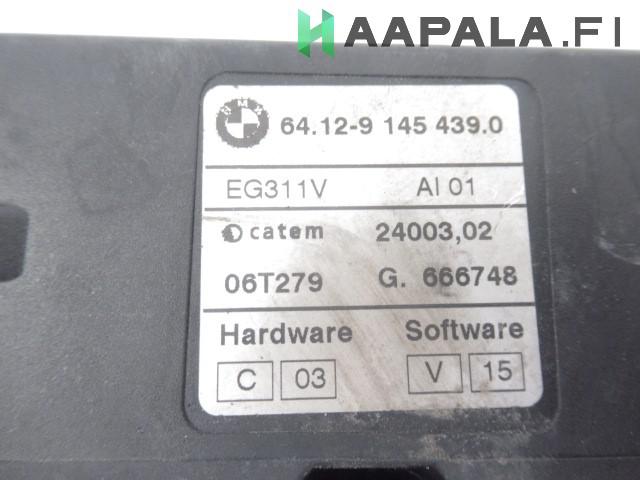 HAAPALA.FI
BMW
64.12-9 145 439.0
EG311V AI 01
catem 24003,02
06T279 G. 666748
Hardware Software
C 03 V 15